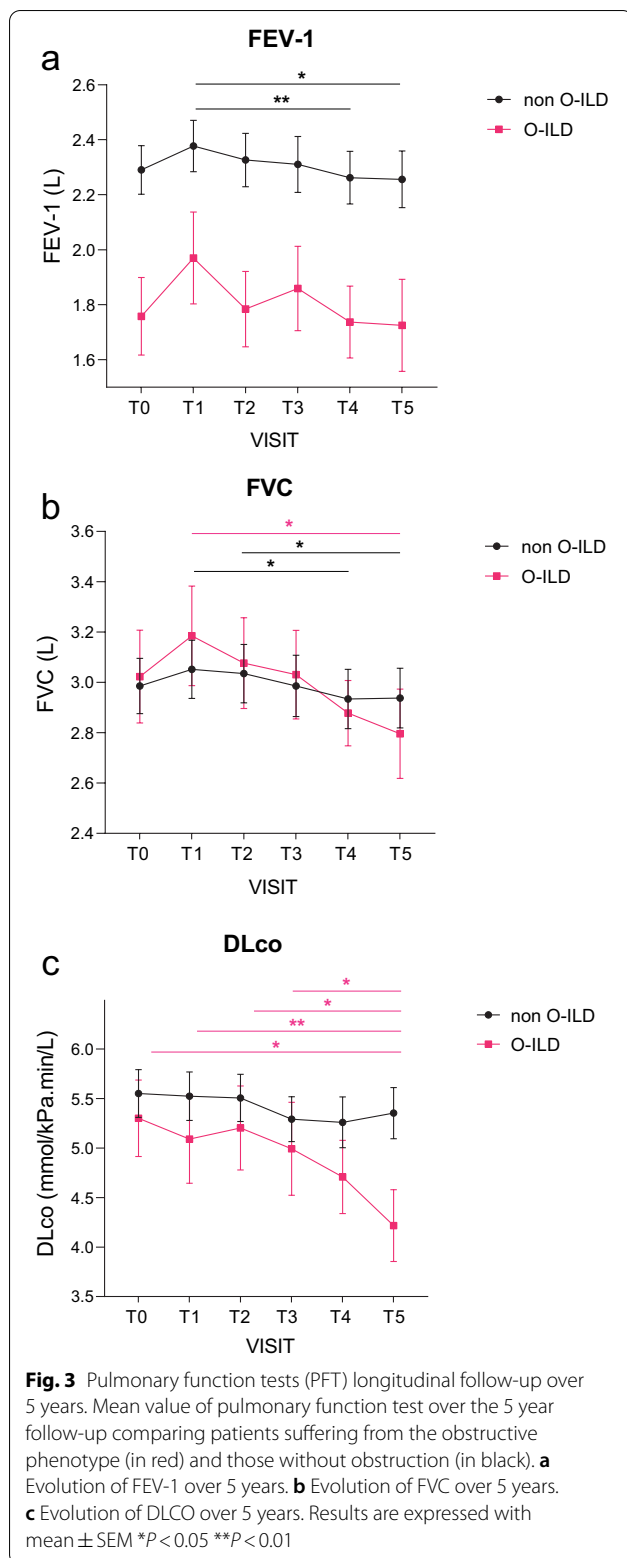 FEV-1
a
2.6
2.4
2.2
2.0
1.8
1.6
FEV-1 (L)
*
**
non O-ILD
O-ILD
T0 T1 T2 T3 T4 T5
VISIT
FVC
b
3.6
3.4
3.2
3.0
2.8
2.6
2.4
FVC (L)
*
*
*
non O-ILD
O-ILD
T0 T1 T2 T3 T4 T5
VISIT
DLco
c
6.0
5.5
5.0
4.5
4.0
3.5
DLco (mmol/kPa.min/L)
*
*
**
*
non O-ILD
O-ILD
T0 T1 T2 T3 T4 T5
VISIT
Fig. 3 Pulmonary function tests (PFT) longitudinal follow-up over
5 years. Mean value of pulmonary function test over the 5 year
follow-up comparing patients suffering from the obstructive
phenotype (in red) and those without obstruction (in black). a
Evolution of FEV-1 over 5 years. b Evolution of FVC over 5 years.
c Evolution of DLCO over 5 years. Results are expressed with
mean ± SEM *P < 0.05 **P < 0.01